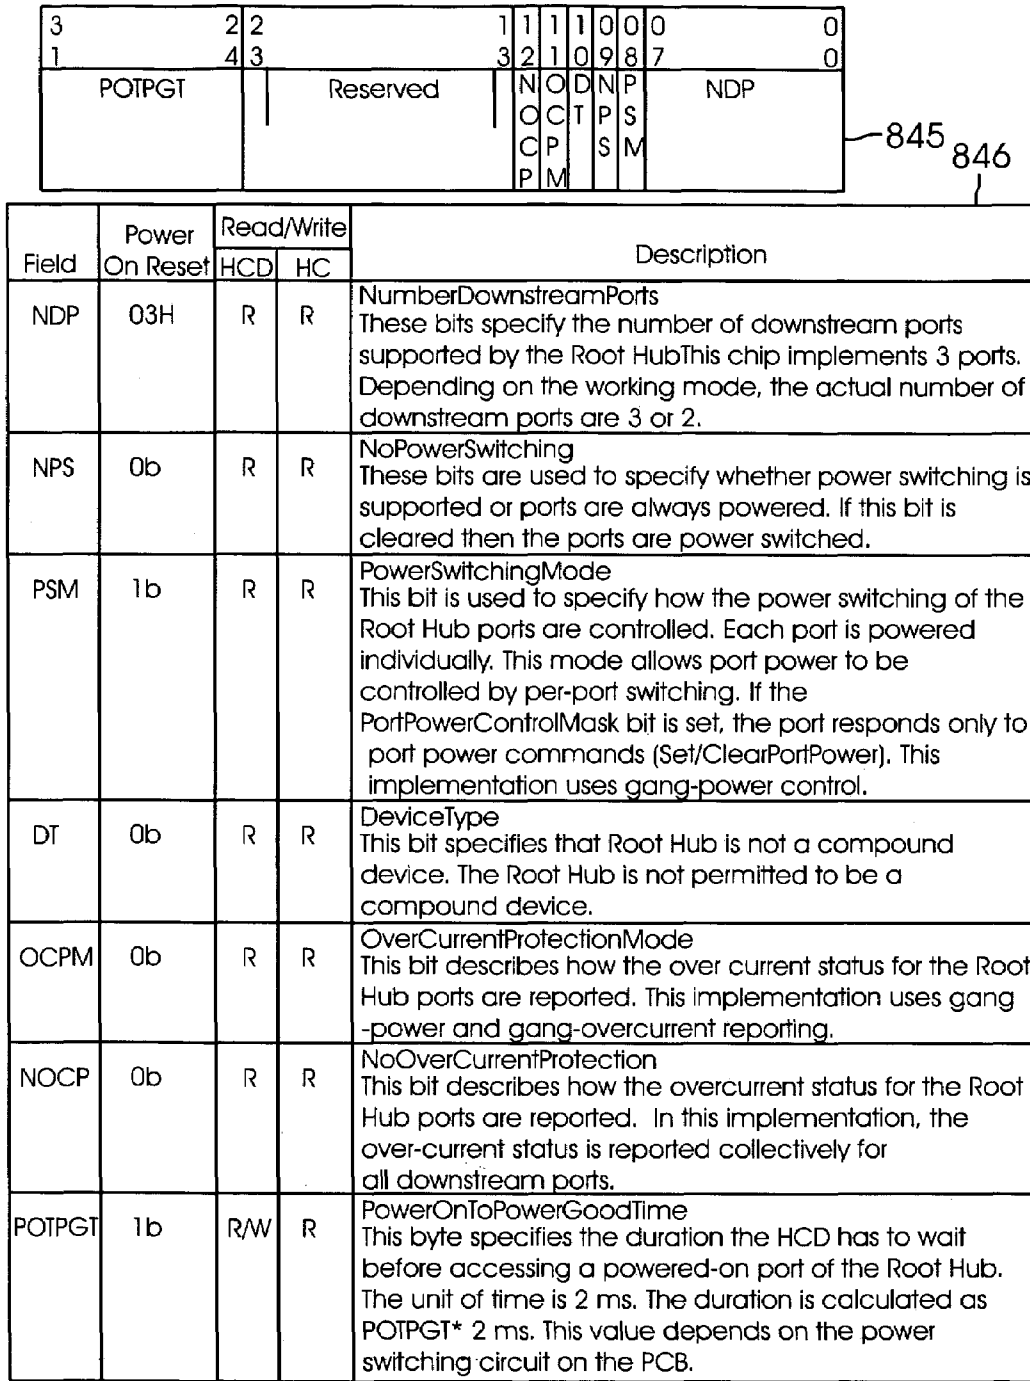 3 2 2 1 1 1 1 0 0 0 0
1 4 3 3 2 1 0 9 8 7 0
POTPGT Reserved NOCP OCPM DT NPS PSM NDP
845
846
Field Power On Reset Read/Write HCD HC Description
NDP 03H R R NumberDownstreamPorts
These bits specify the number of downstream ports
supported by the Root HubThis chip implements 3 ports.
Depending on the working mode, the actual number of
downstream ports are 3 or 2.
NPS 0b R R NoPowerSwitching
These bits are used to specify whether power switching is
supported or ports are always powered. If this bit is
cleared then the ports are power switched.
PSM 1b R R PowerSwitchingMode
This bit is used to specify how the power switching of the
Root Hub ports are controlled. Each port is powered
individually. This mode allows port power to be
controlled by per-port switching. If the
PortPowerControlMask bit is set, the port responds only to
port power commands (Set/ClearPortPower). This
implementation uses gang-power control.
DT 0b R R DeviceType
This bit specifies that Root Hub is not a compound
device. The Root Hub is not permitted to be a
compound device.
OCPM 0b R R OverCurrentProtectionMode
This bit describes how the over current status for the Root
Hub ports are reported. This implementation uses gang
-power and gang-overcurrent reporting.
NOCP 0b R R NoOverCurrentProtection
This bit describes how the overcurrent status for the Root
Hub ports are reported. In this implementation, the
over-current status is reported collectively for
all downstream ports.
POTPGT 1b R/W R PowerOnToPowerGoodTime
This byte specifies the duration the HCD has to wait
before accessing a powered-on port of the Root Hub.
The unit of time is 2 ms. The duration is calculated as
POTPGT* 2 ms. This value depends on the power
switching circuit on the PCB.